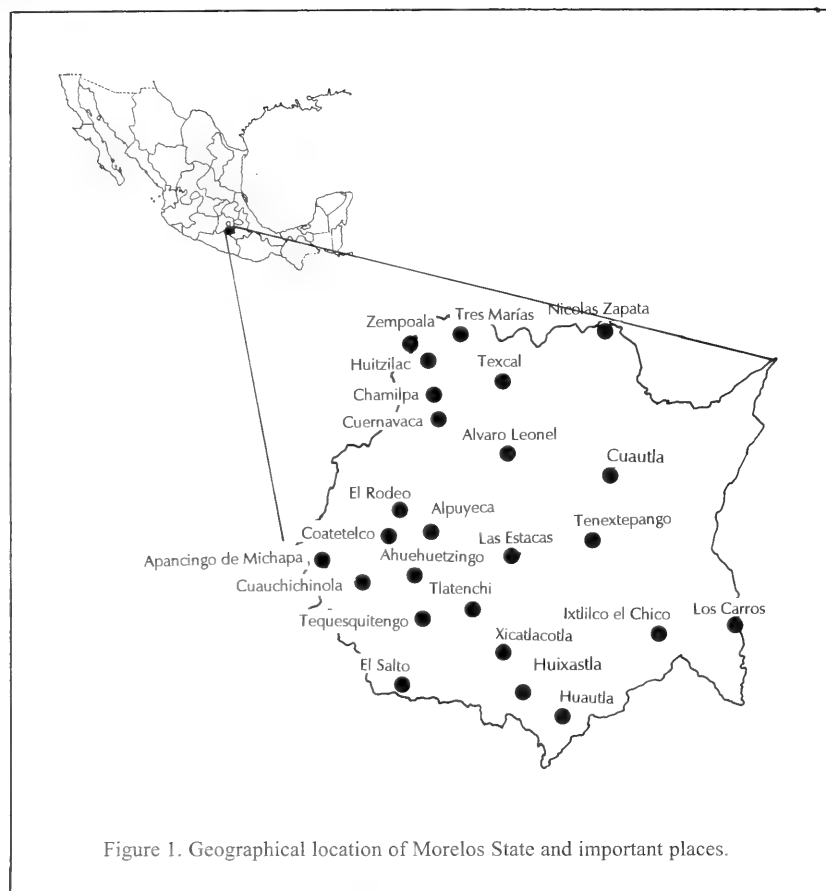 Nicolas Zapata
Tres Marías
Zempoala
Huitzilac
Texcal
Chamilpa
Cuernavaca
Alvaro Leonel
Cuautla
El Rodeo
Alpuyeca
Coatetelco
Las Estacas
Tenextepango
Apancingo de Michapa
Ahuehuetzingo
Cuauchichinola
Tlatenchi
Tequesquitengo
Ixtlilco el Chico
Los Carros
Xicatlacotla
El Salto
Huixastla
Huautla
Figure 1. Geographical location of Morelos State and important places.